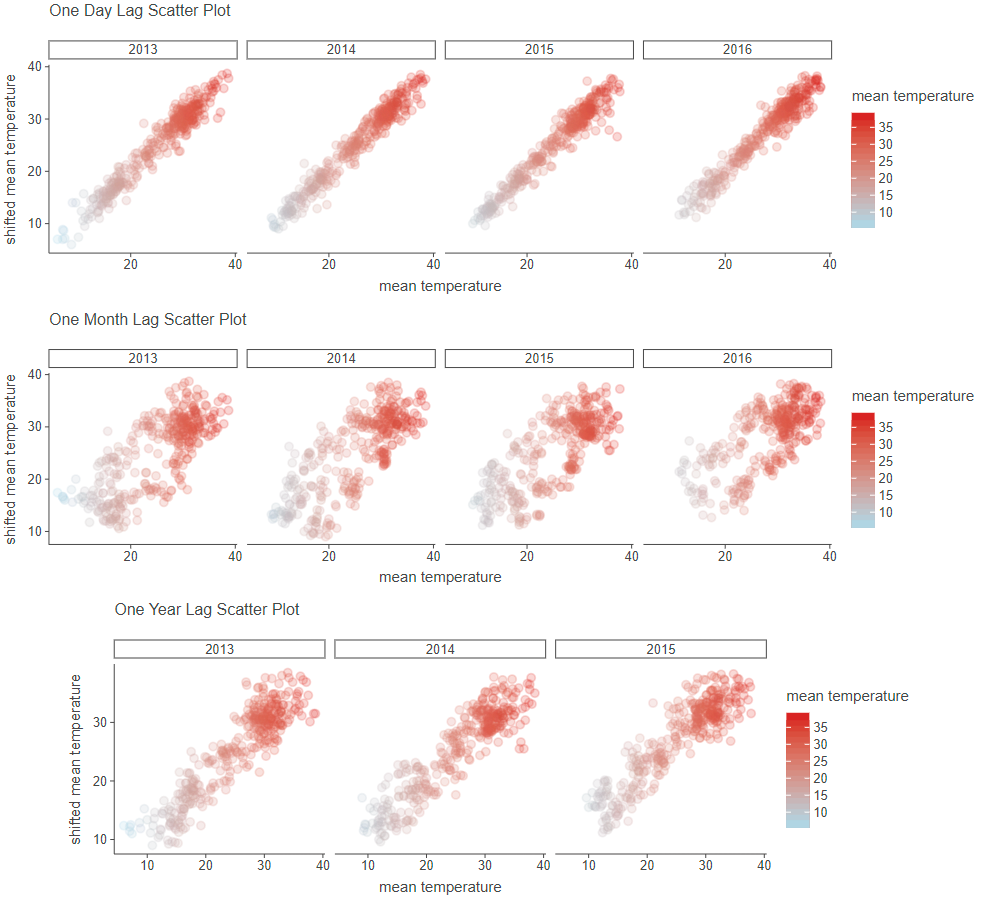 One Day Lag Scatter Plot
2013 2014 2015 2016
shifted mean temperature
40
30
20
10
20 40 20 40 20 40 20 40
mean temperature
mean temperature
35
30
25
20
15
10
One Month Lag Scatter Plot
2013 2014 2015 2016
shifted mean temperature
40
30
20
10
20 40 20 40 20 40 20 40
mean temperature
mean temperature
35
30
25
20
15
10
One Year Lag Scatter Plot
2013 2014 2015
shifted mean temperature
30
20
10
10 20 30 40 10 20 30 40 10 20 30 40
mean temperature
mean temperature
35
30
25
20
15
10